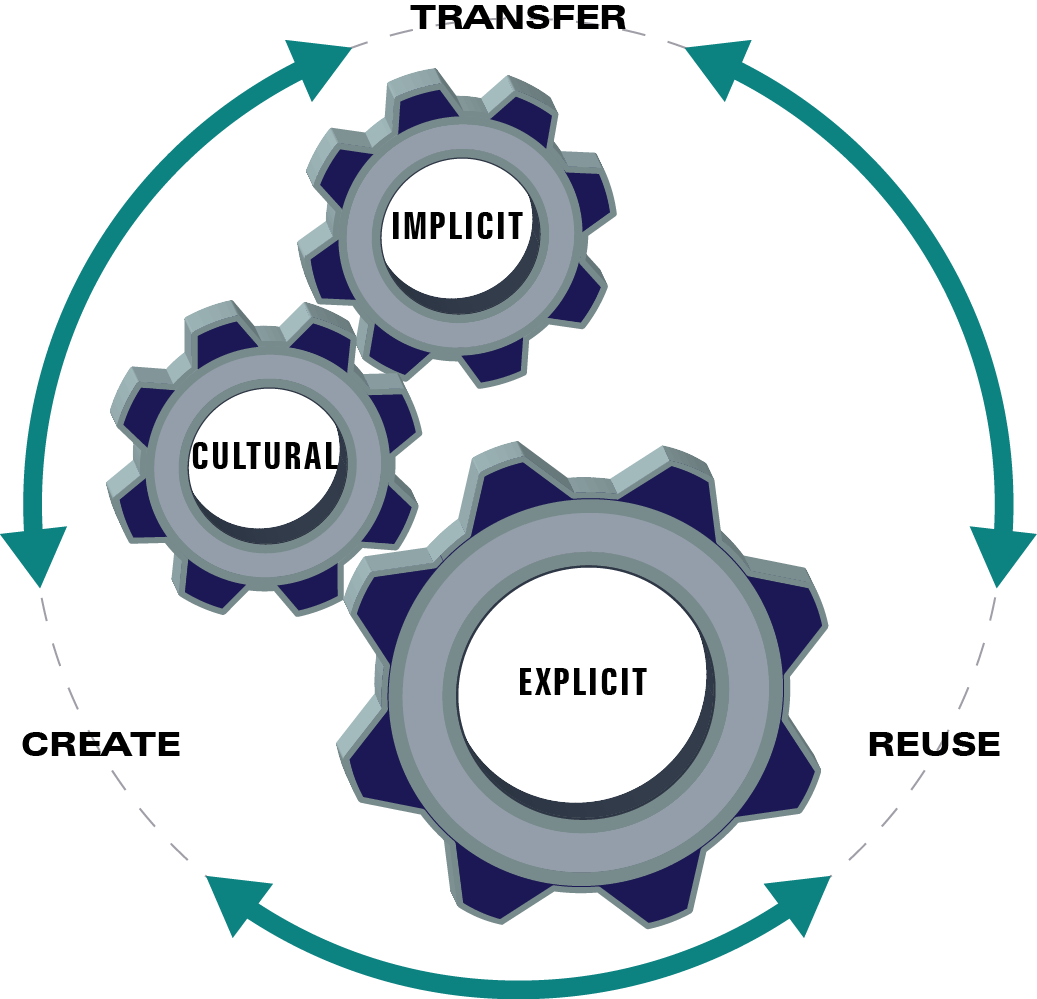 TRANSFER
IMPLICIT
CULTURAL
EXPLICIT
CREATE
REUSE